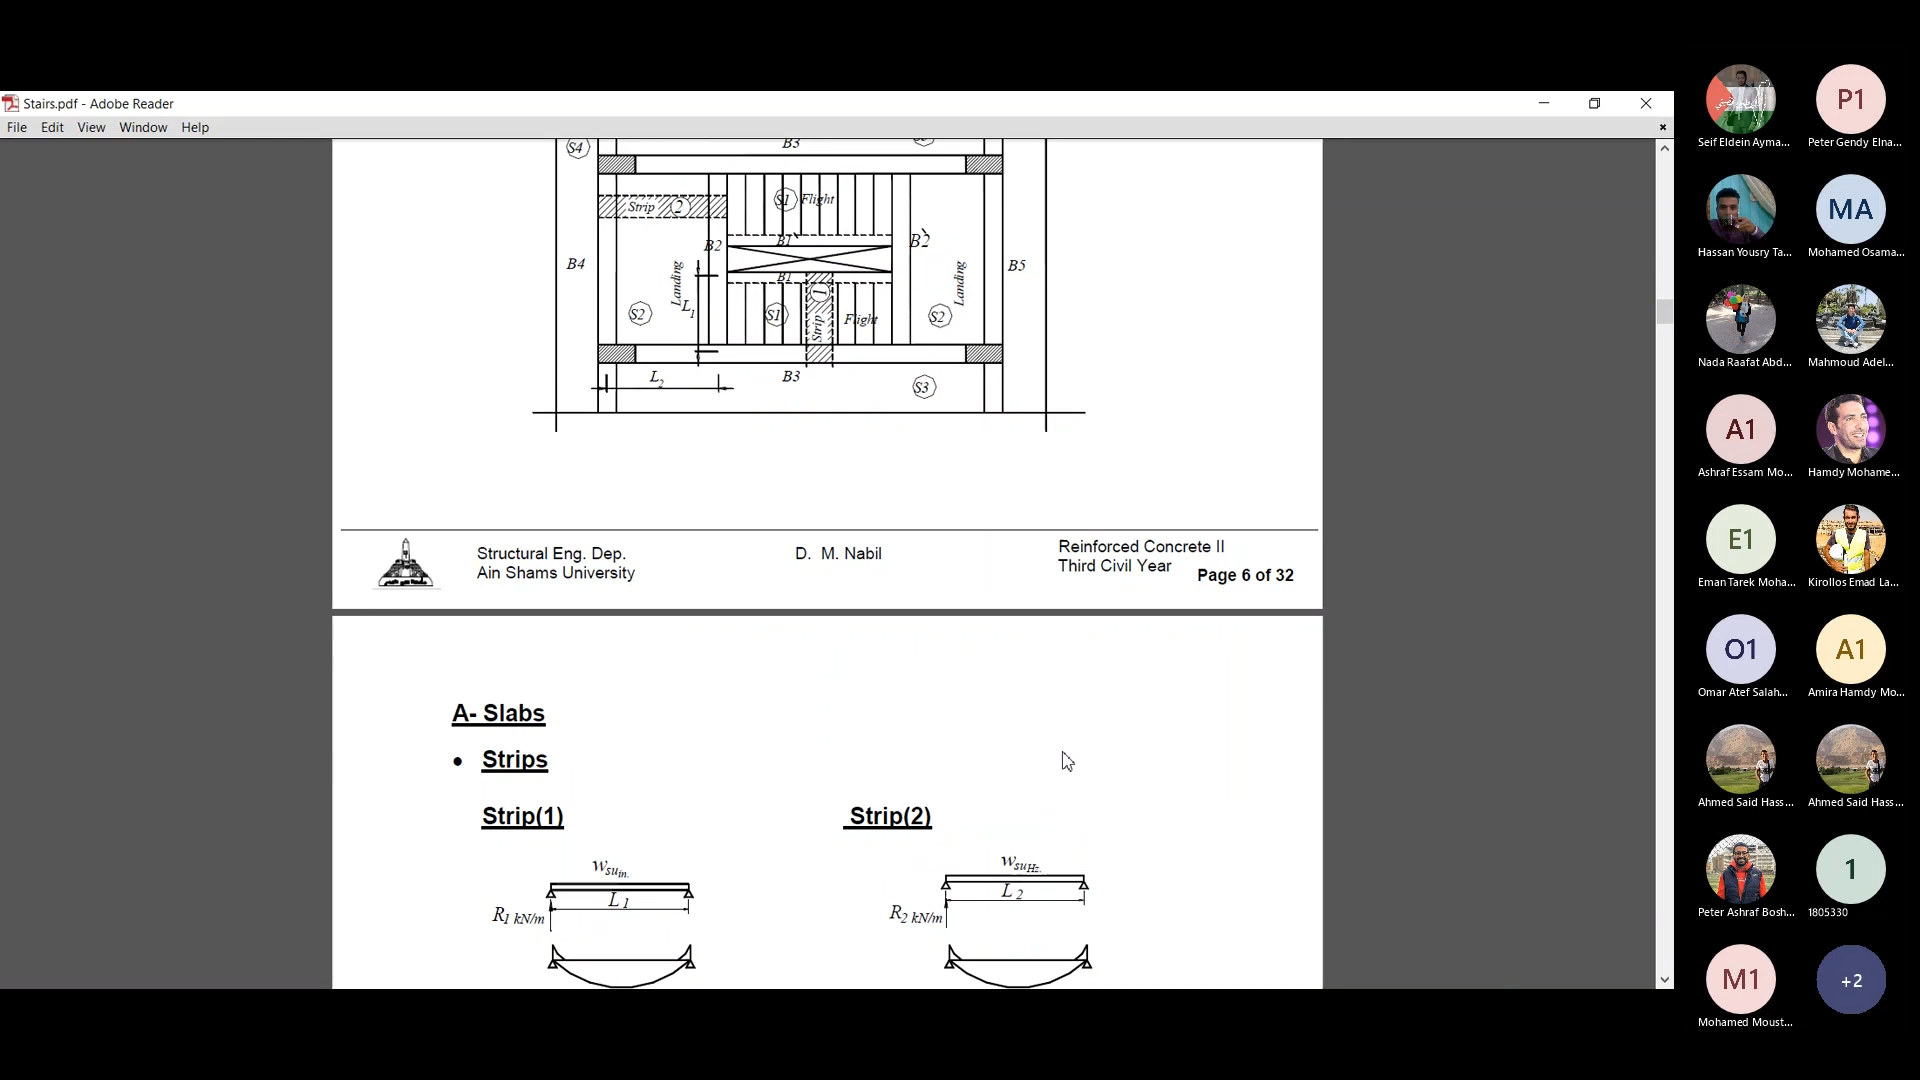 Stairs.pdf - Adobe Reader
File Edit View Window Help
B3
S4
S1 Flight
Strip 2
B1`
B2 B2`
B4 B5
B1
Landing Landing
L1
1
S2 S1 Strip Flight S2
L2 B3 S3
Structural Eng. Dep.
Ain Shams University
D. M. Nabil
Reinforced Concrete II
Third Civil Year
Page 6 of 32
A- Slabs
• Strips
Strip(1) Strip(2)
wsuin. wsuHz.
L1 L2
R1 kN/m R2 kN/m
P1
Seif Eldein Ayma... Peter Gendy Elna...
MA
Hassan Yousry Ta... Mohamed Osama...
Nada Raafat Abd... Mahmoud Adel...
A1
Ashraf Essam Mo... Hamdy Mohame...
E1
Eman Tarek Moha... Kirollos Emad La...
O1 A1
Omar Atef Salah... Amira Hamdy Mo...
Ahmed Said Hass... Ahmed Said Hass...
1
Peter Ashraf Bosh... 1805330
M1 +2
Mohamed Moust...